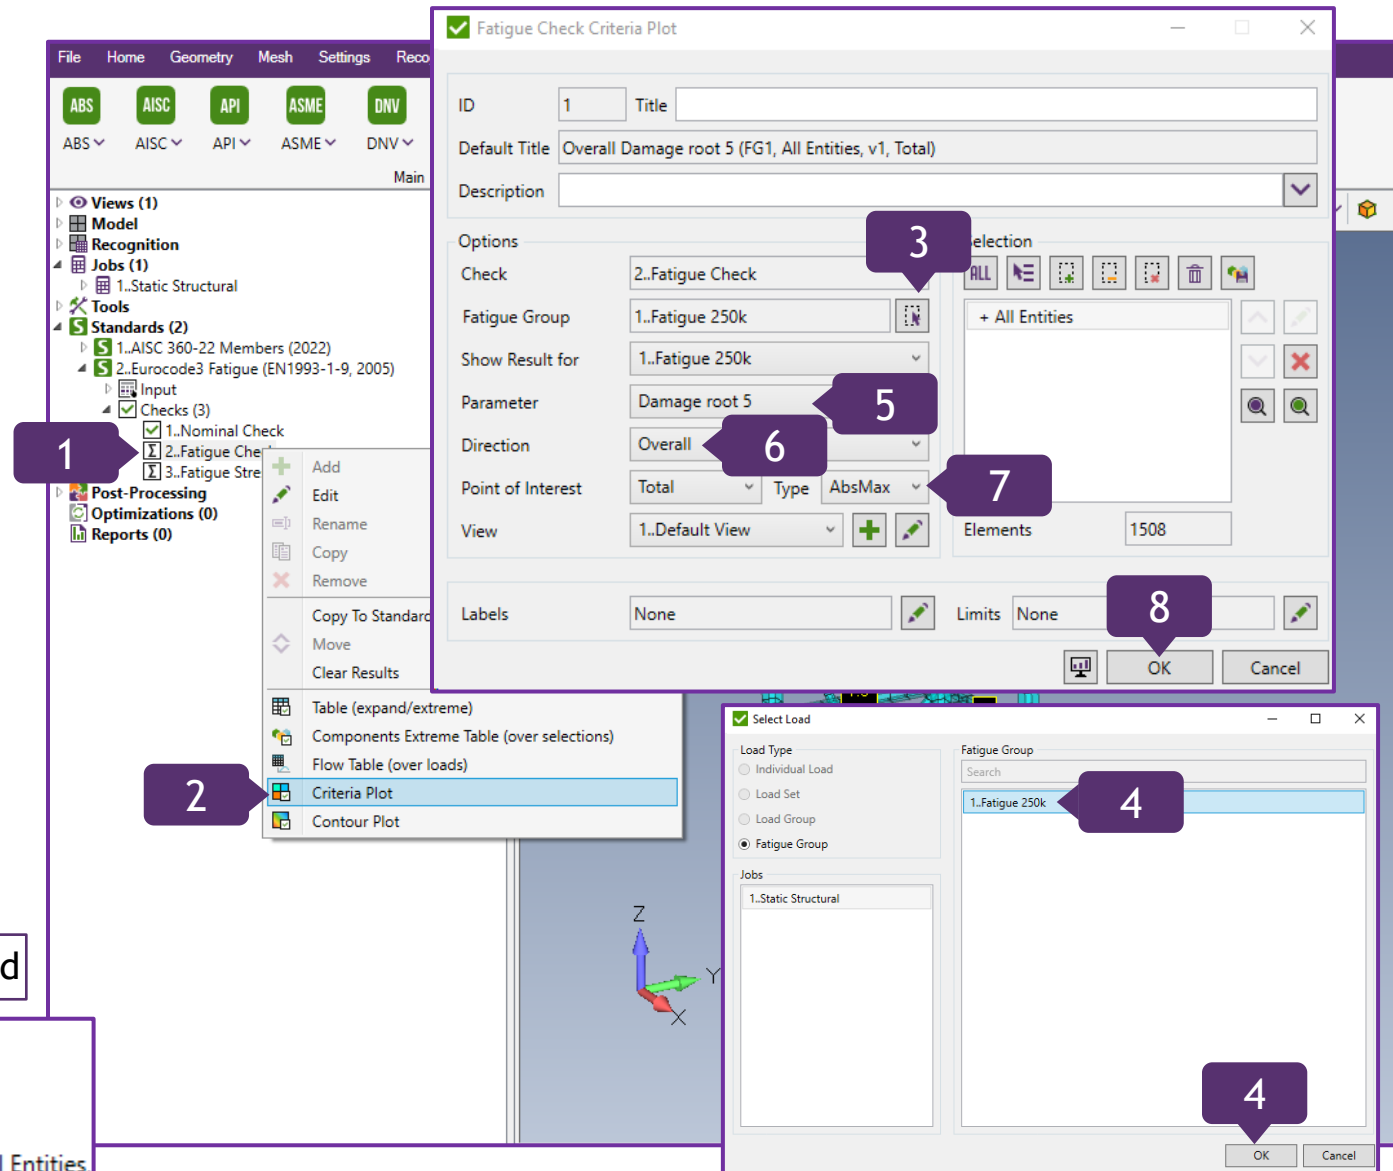 Fatigue Check Criteria Plot
File Home Geometry Mesh Settings Reco
ABS AISC API ASME DNV
ABS AISC API ASME DNV
Main
ID 1 Title
Default Title Overall Damage root 5 (FG1, All Entities, v1, Total)
Description
Views (1)
Model
Recognition
Jobs (1)
1..Static Structural
Tools
Standards (2)
1..AISC 360-22 Members (2022)
2..Eurocode3 Fatigue (EN1993-1-9, 2005)
Input
Checks (3)
1..Nominal Check
2..Fatigue Chec
3..Fatigue Stre
Post-Processing
Optimizations (0)
Reports (0)
1
Options
Check 2..Fatigue Check
Fatigue Group 1..Fatigue 250k
Show Result for 1..Fatigue 250k
Parameter Damage root 5
Direction Overall
Point of Interest Total Type AbsMax
View 1..Default View
3
5
6
7
election
ALL
+ All Entities
Elements 1508
Labels None
Limits None
8
OK Cancel
Add
Edit
Rename
Copy
Remove
Copy To Standard
Move
Clear Results
Table (expand/extreme)
Components Extreme Table (over selections)
Flow Table (over loads)
Criteria Plot
Contour Plot
2
Select Load
Load Type
Individual Load
Load Set
Load Group
Fatigue Group
Jobs
1..Static Structural
Fatigue Group
Search
1..Fatigue 250k
4
4
OK Cancel
Z
Y
X
d
Entities